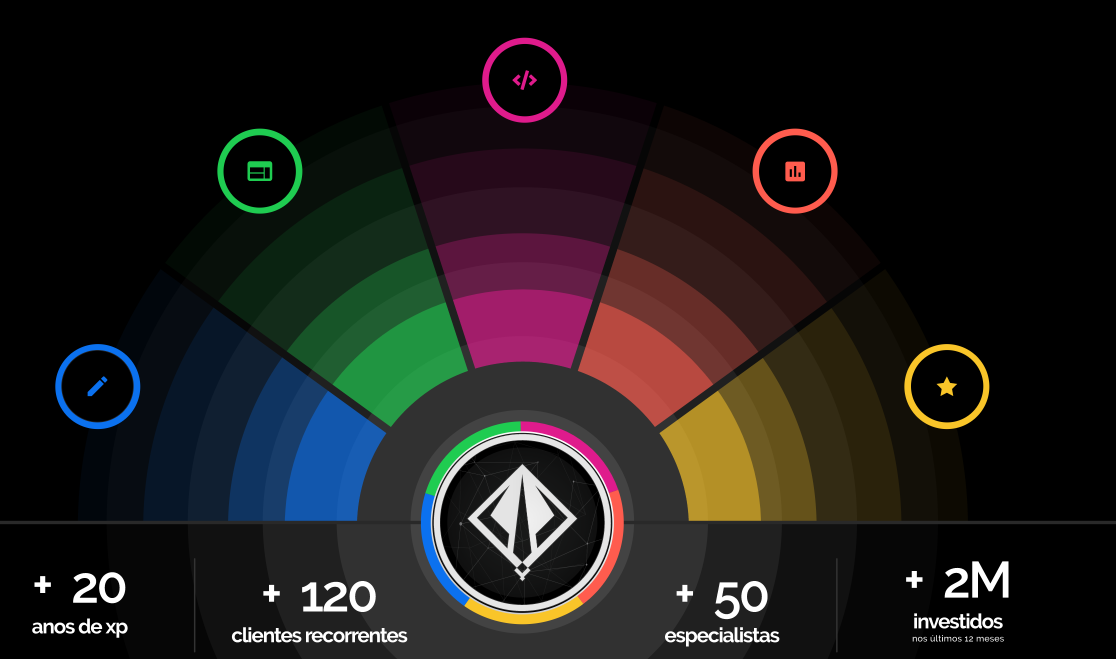 + 20
anos de xp
+ 120
clientes recorrentes
+ 50
especialistas
+ 2M
investidos
nos últimos 12 meses